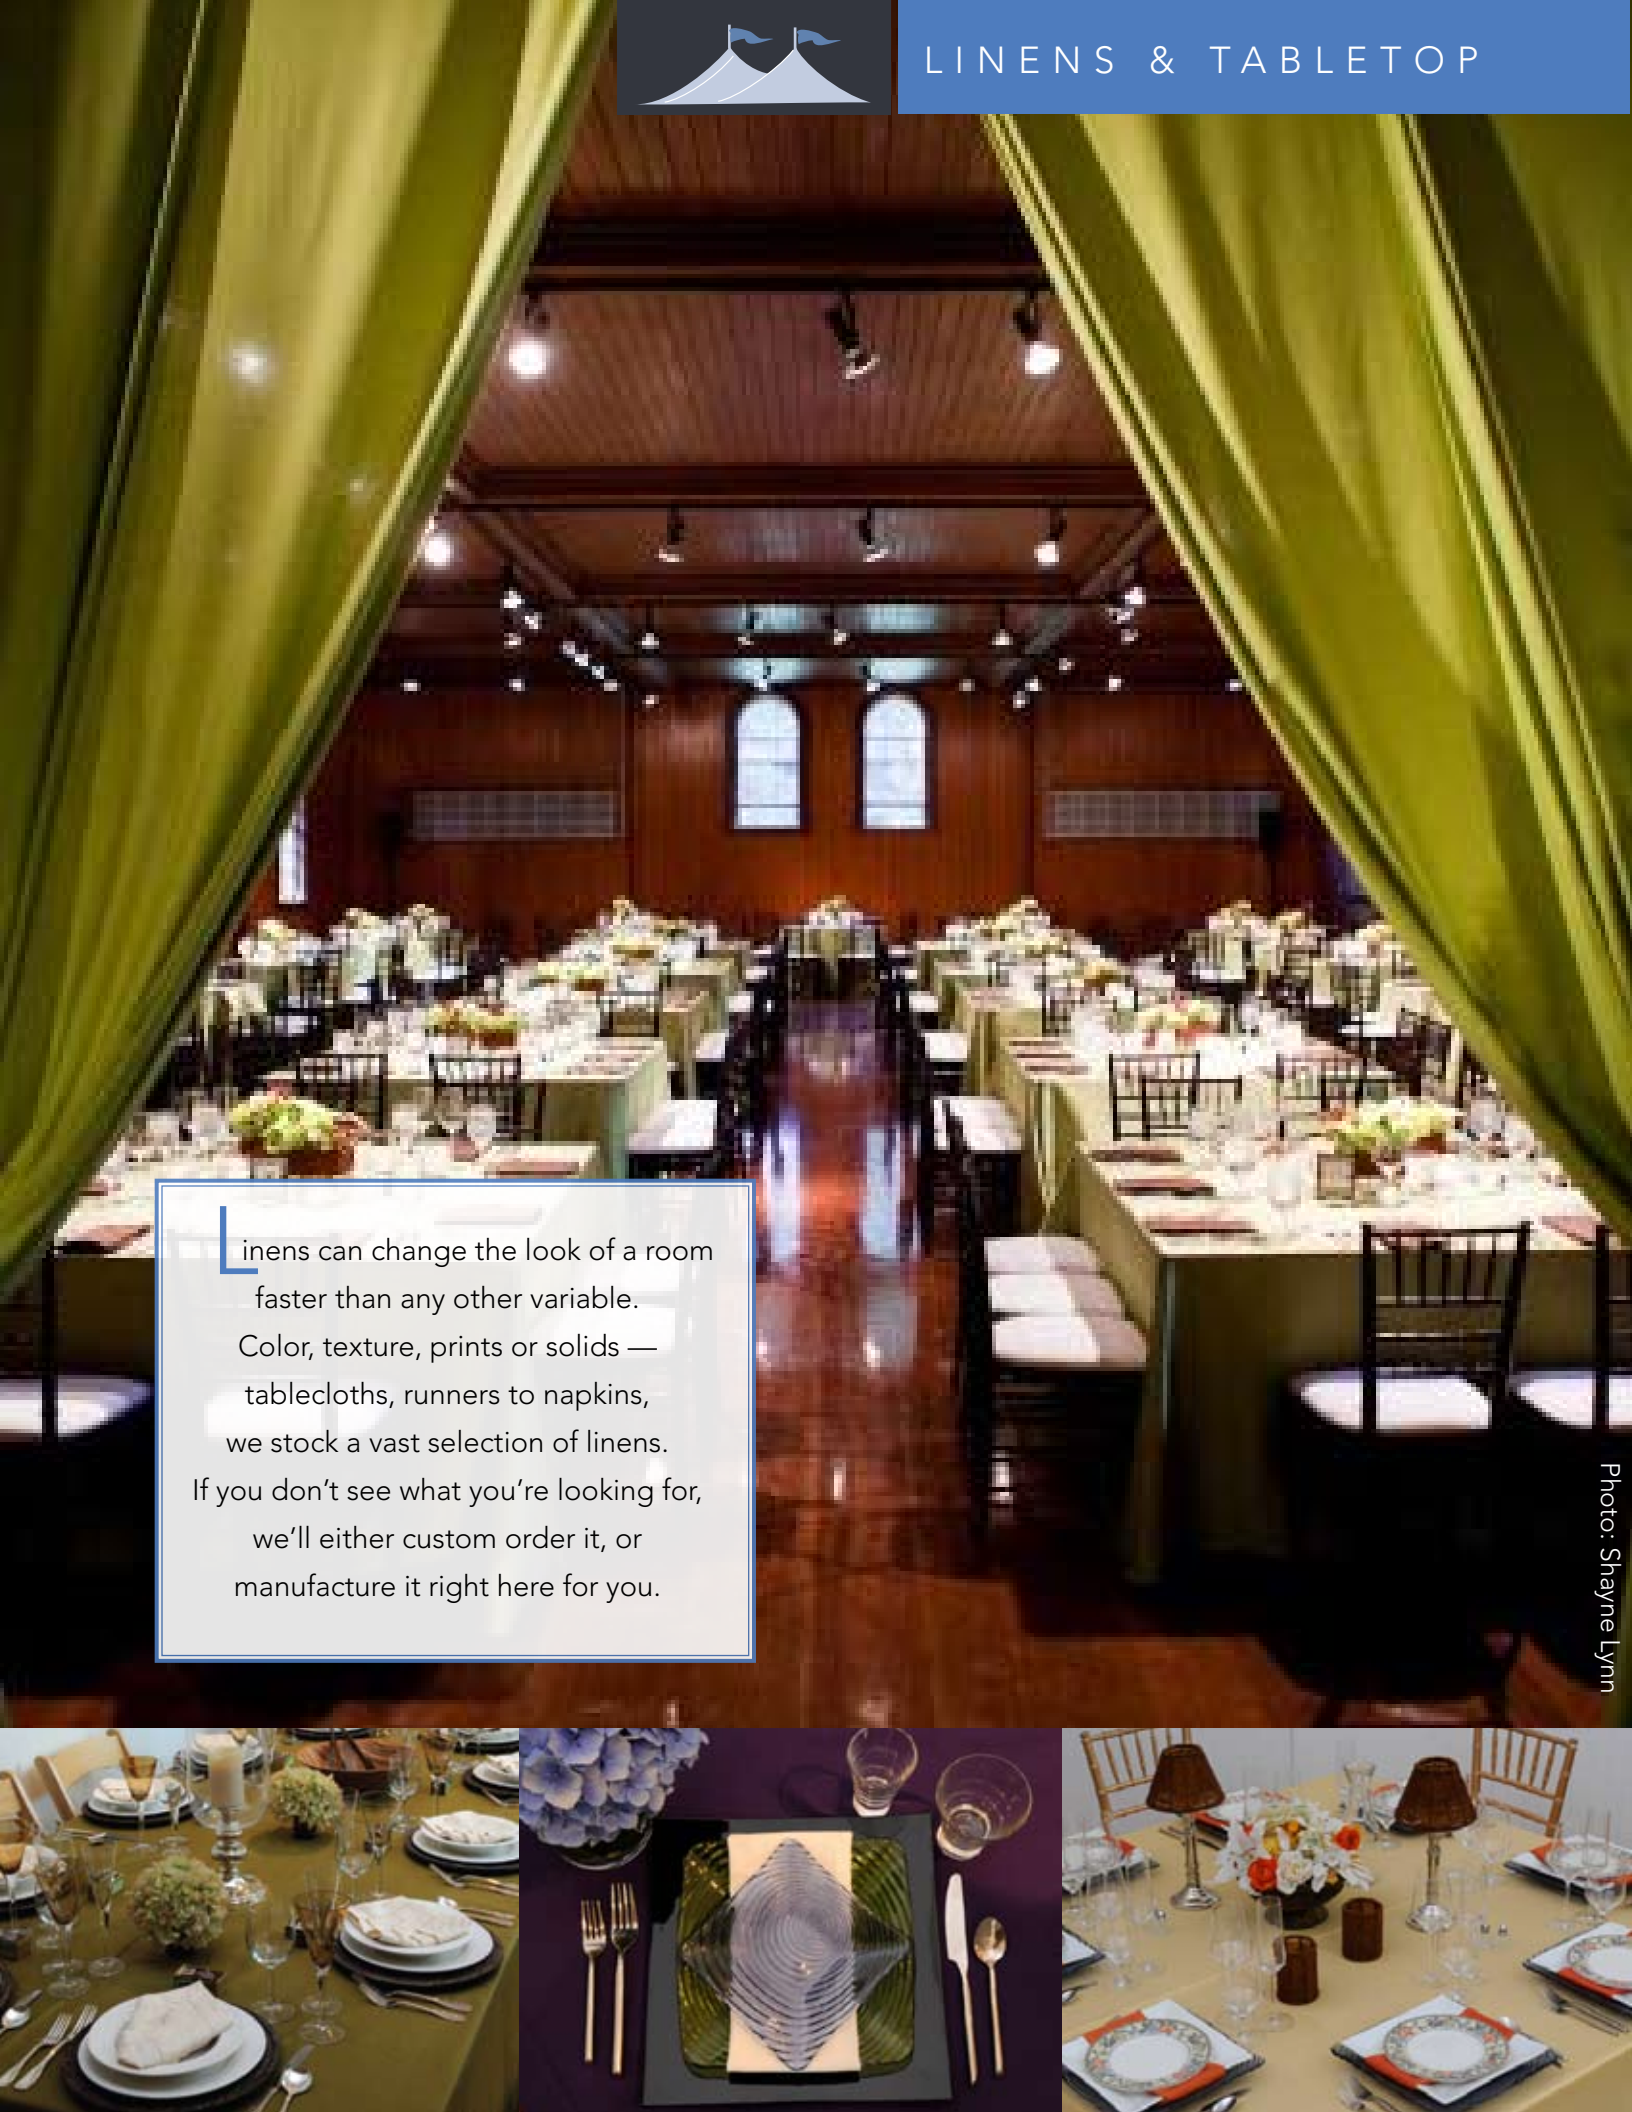 LINENS & TABLETOP
Linens can change the look of a room
faster than any other variable.
Color, texture, prints or solids —
tablecloths, runners to napkins,
we stock a vast selection of linens.
If you don’t see what you’re looking for,
we’ll either custom order it, or
manufacture it right here for you.
Photo: Shayne Lynn